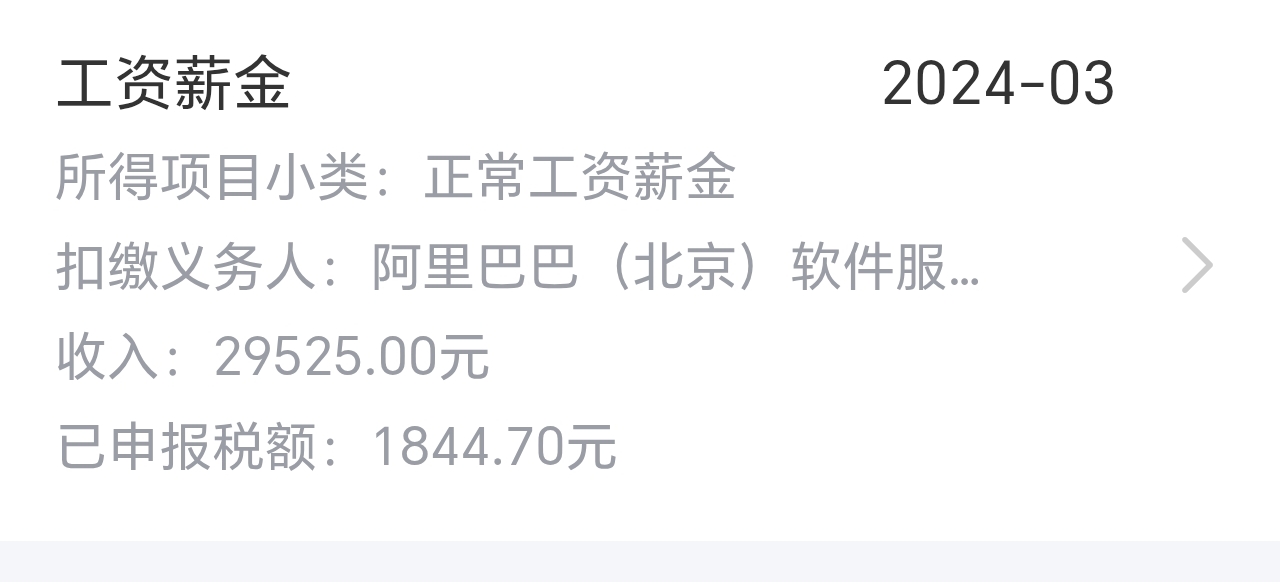 工资薪金 2024-03
所得项目小类：正常工资薪金
扣缴义务人：阿里巴巴（北京）软件服...
收入：29525.00元
已申报税额：1844.70元